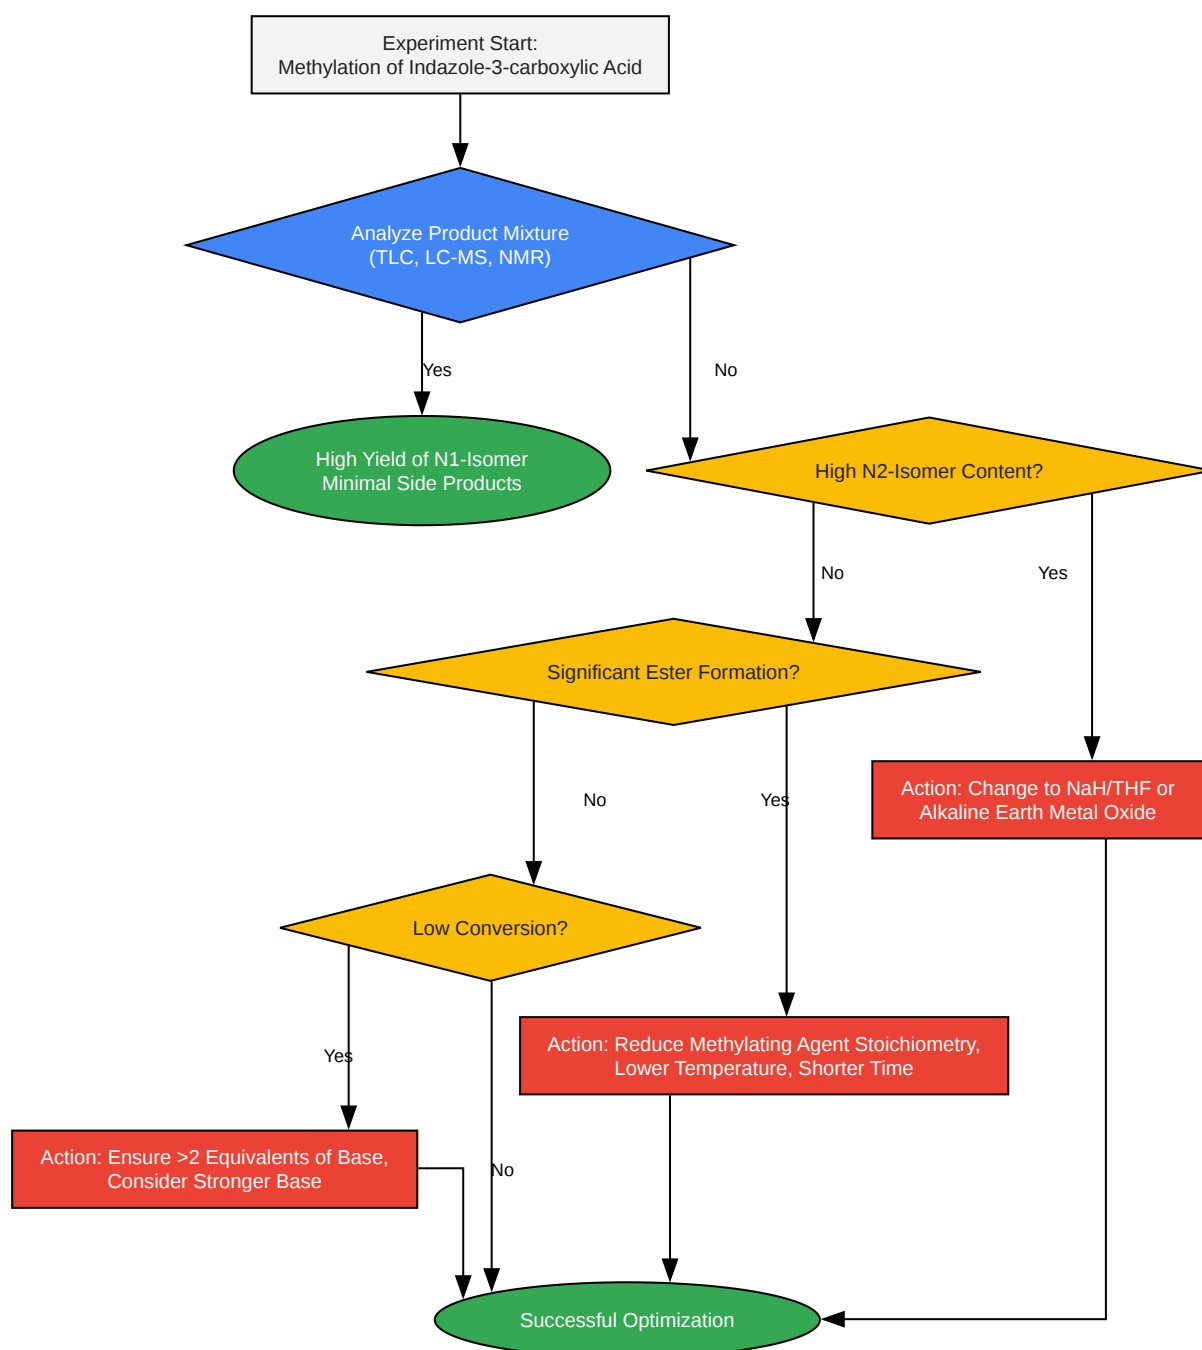 Experiment Start:
Methylation of Indazole-3-carboxylic Acid
Analyze Product Mixture
(TLC, LC-MS, NMR)
Yes
No
High Yield of N1-Isomer
Minimal Side Products
High N2-Isomer Content?
No
Yes
Significant Ester Formation?
No
Yes
Action: Change to NaH/THF or
Alkaline Earth Metal Oxide
Low Conversion?
Yes
Action: Reduce Methylating Agent Stoichiometry,
Lower Temperature, Shorter Time
Action: Ensure >2 Equivalents of Base,
Consider Stronger Base
No
Successful Optimization